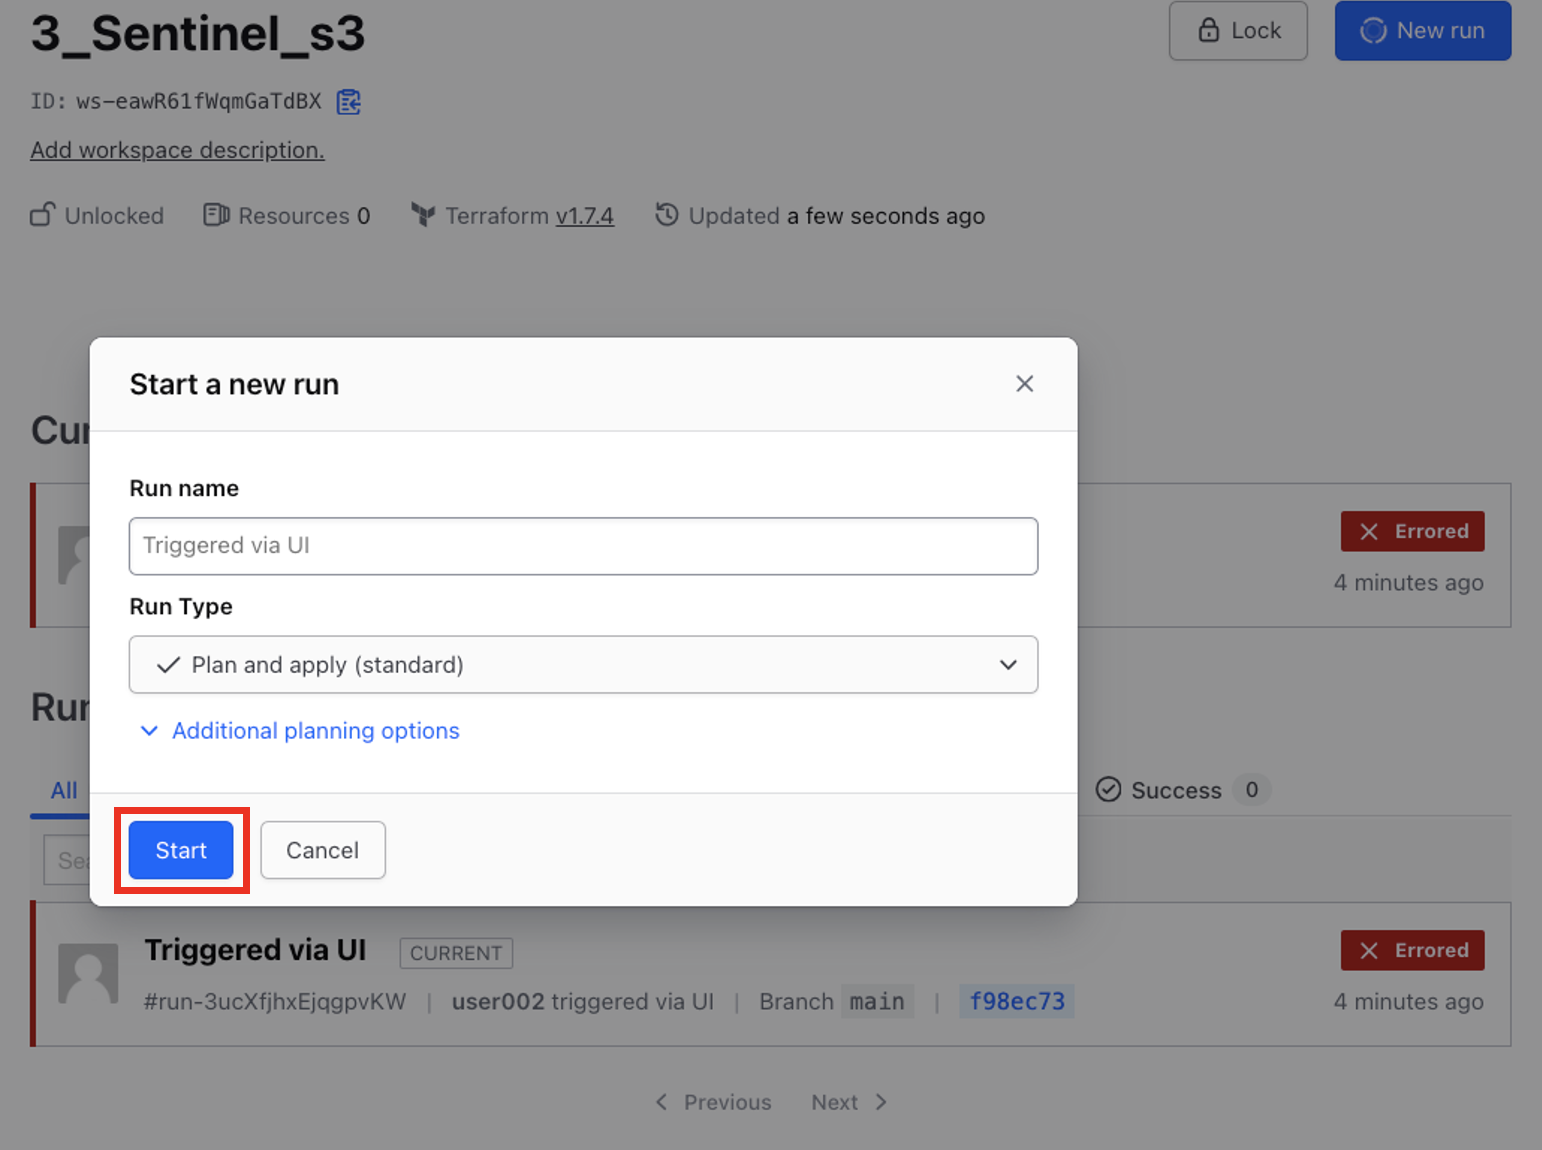 3_Sentinel_s3
Lock
New run
ID: ws-eawR61fWqmGaTdBX
Add workspace description.
Unlocked Resources 0 Terraform v1.7.4 Updated a few seconds ago
Start a new run
Run name
Triggered via UI
Run Type
Plan and apply (standard)
Additional planning options
Start
Cancel
Errored
4 minutes ago
All
Success 0
Triggered via UI CURRENT
Errored
#run-3ucXfjhxEjqgpvKW | user002 triggered via UI | Branch main | f98ec73
4 minutes ago
Previous Next